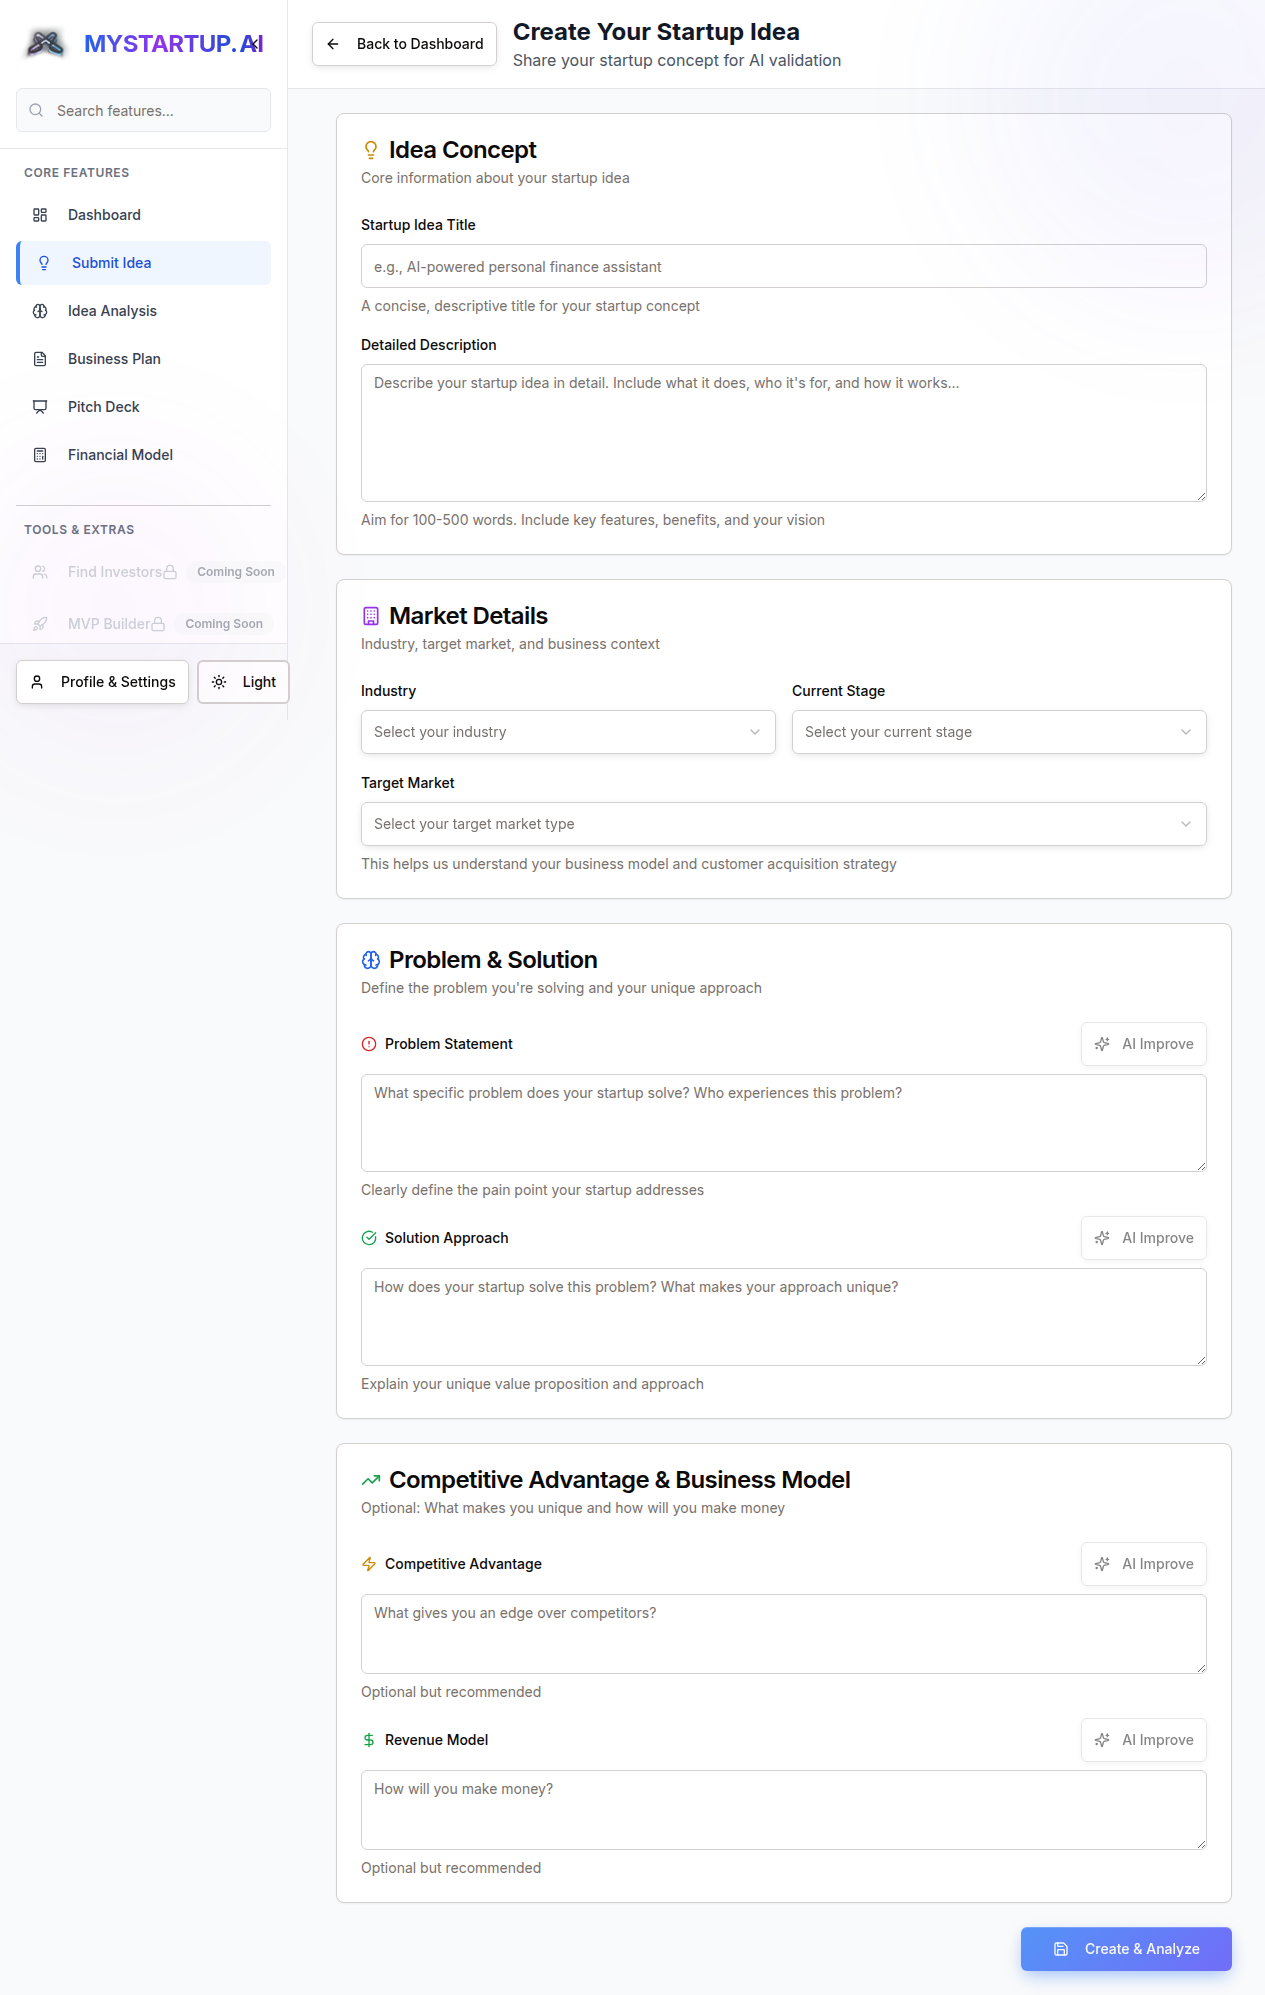 MYSTARTUP.AI
Search features...
CORE FEATURES
Dashboard
Submit Idea
Idea Analysis
Business Plan
Pitch Deck
Financial Model
TOOLS & EXTRAS
Find Investors Coming Soon
MVP Builder Coming Soon
Profile & Settings
Light
Back to Dashboard
Create Your Startup Idea
Share your startup concept for AI validation
Idea Concept
Core information about your startup idea
Startup Idea Title
e.g., AI-powered personal finance assistant
A concise, descriptive title for your startup concept
Detailed Description
Describe your startup idea in detail. Include what it does, who it's for, and how it works...
Aim for 100-500 words. Include key features, benefits, and your vision
Market Details
Industry, target market, and business context
Industry
Select your industry
Current Stage
Select your current stage
Target Market
Select your target market type
This helps us understand your business model and customer acquisition strategy
Problem & Solution
Define the problem you're solving and your unique approach
Problem Statement
AI Improve
What specific problem does your startup solve? Who experiences this problem?
Clearly define the pain point your startup addresses
Solution Approach
AI Improve
How does your startup solve this problem? What makes your approach unique?
Explain your unique value proposition and approach
Competitive Advantage & Business Model
Optional: What makes you unique and how will you make money
Competitive Advantage
AI Improve
What gives you an edge over competitors?
Optional but recommended
Revenue Model
AI Improve
How will you make money?
Optional but recommended
Create & Analyze